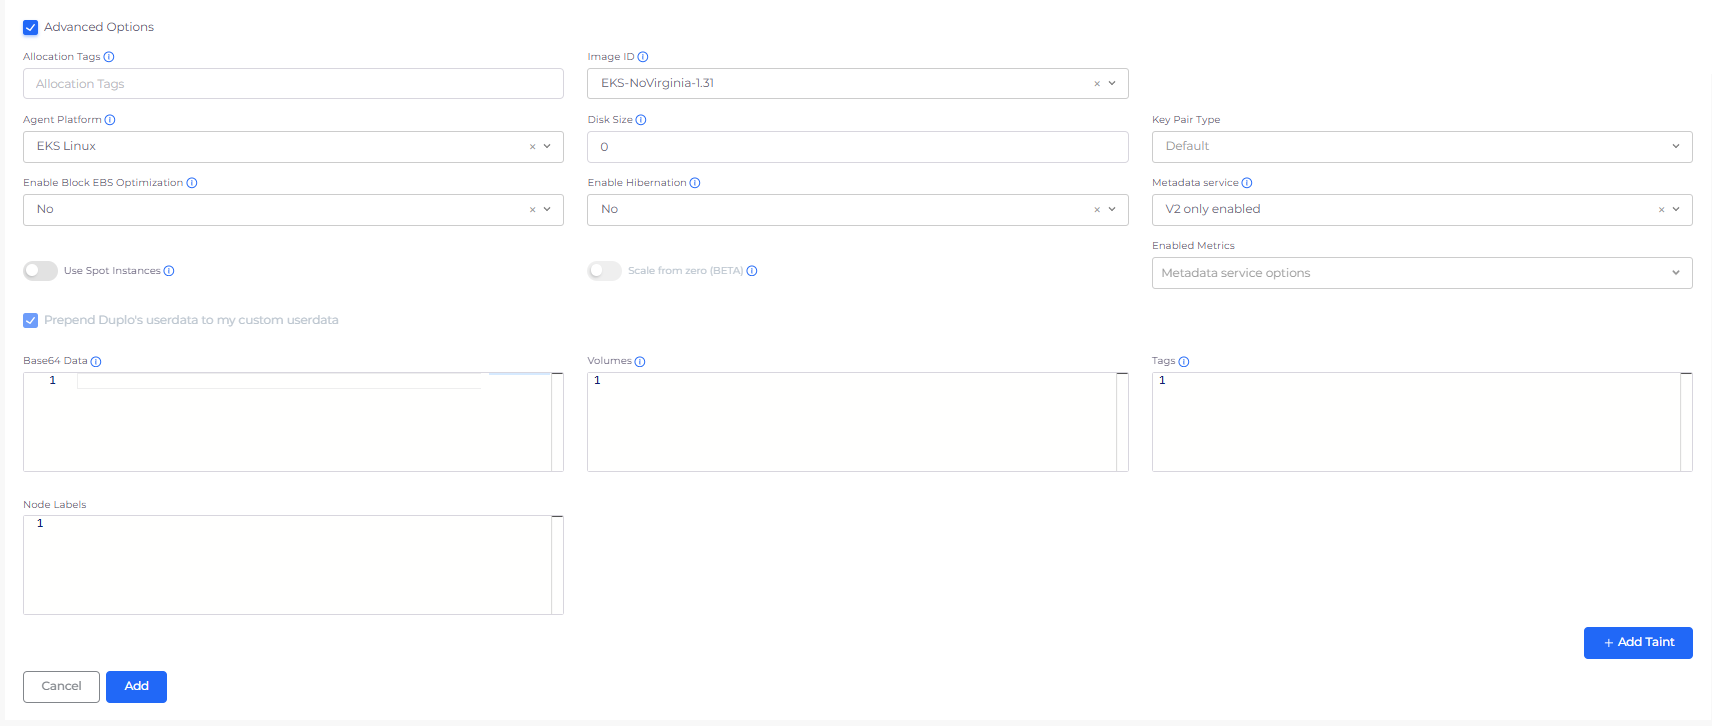 Advanced Options
Allocation Tags
Image ID
Allocation Tags
EKS-NoVirginia-1.31
Agent Platform
Disk Size
Key Pair Type
EKS Linux
0
Default
Enable Block EBS Optimization
Enable Hibernation
Metadata service
No
No
V2 only enabled
Enabled Metrics
Use Spot Instances
Scale from zero (BETA)
Metadata service options
Prepend Duplo's userdata to my custom userdata
Base64 Data
Volumes
Tags
1
1
1
Node Labels
1
+ Add Taint
Cancel
Add